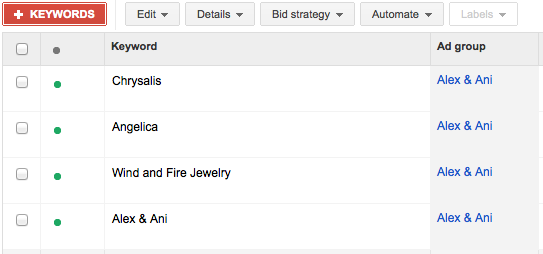 + KEYWORDS Edit Details Bid strategy Automate Labels
Keyword Ad group
Chrysalis Alex & Ani
Angelica Alex & Ani
Wind and Fire Jewelry Alex & Ani
Alex & Ani Alex & Ani